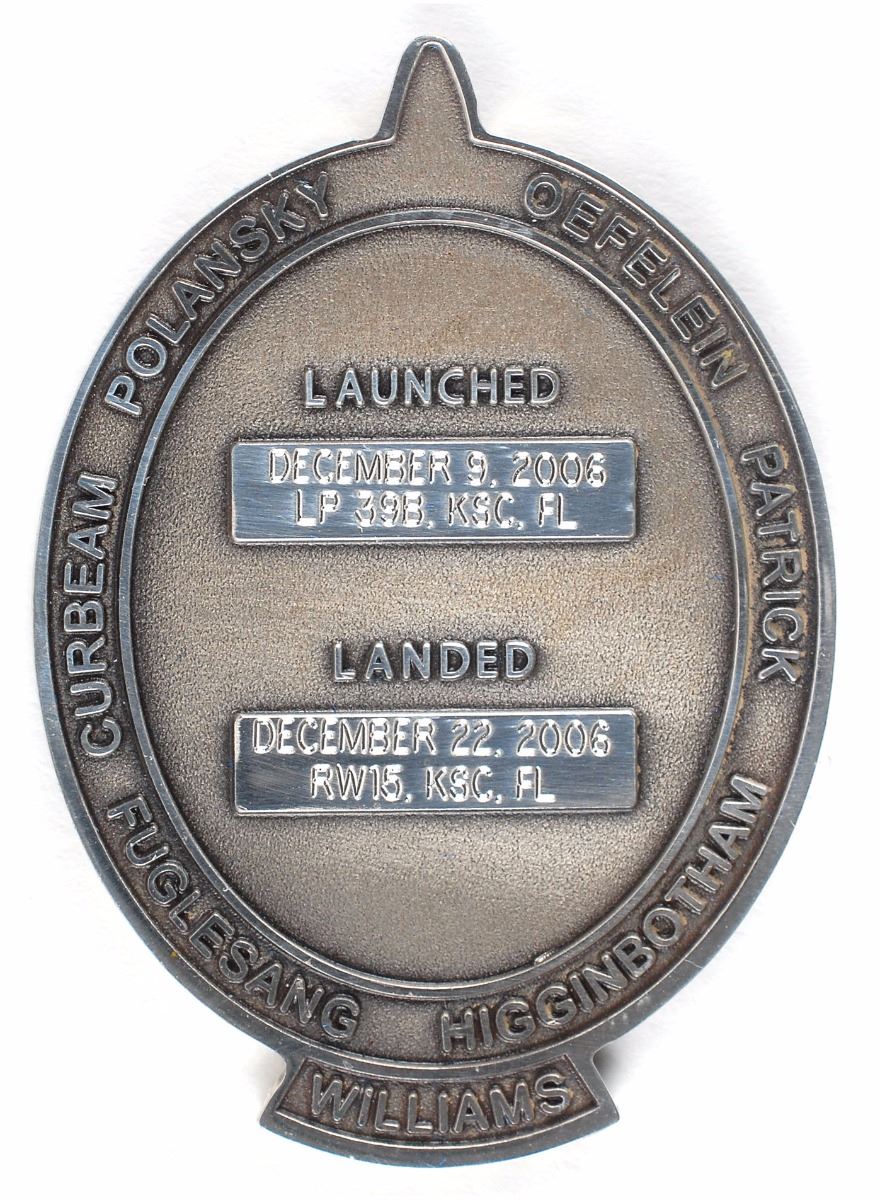 POLANSKY
OEFELEIN
CURBEAM
PATRICK
LAUNCHED
DECEMBER 9, 2006
LP 39B, KSC, FL
LANDED
DECEMBER 22, 2006
RW15, KSC, FL
FUGLESANG
HIGGINBOTHAM
WILLIAMS